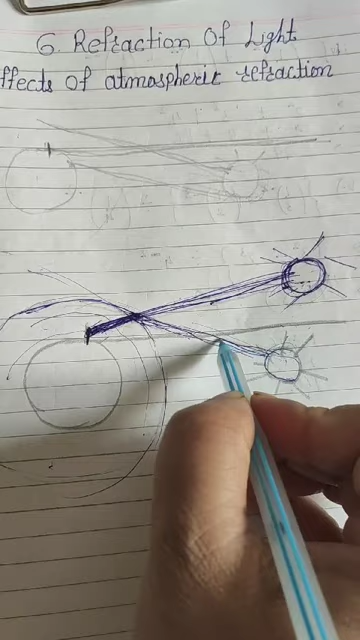 6. Refraction Of Light
ffects of atmospheric refraction